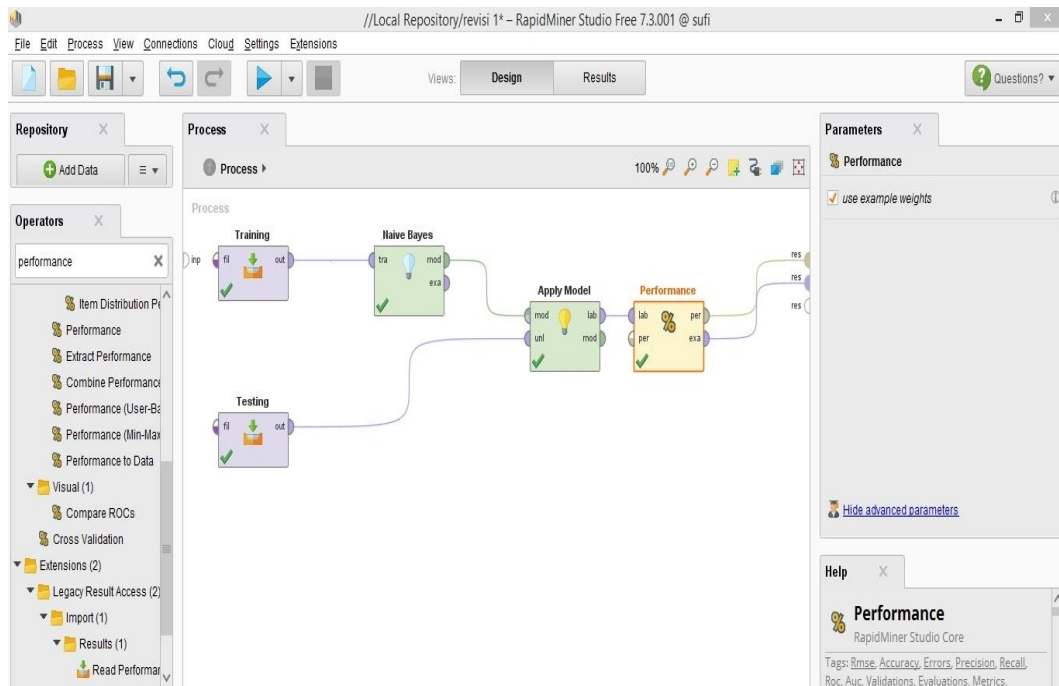 //Local Repository/revisi 1* – RapidMiner Studio Free 7.3.001 @ sufi
File Edit Process View Connections Cloud Settings Extensions
Views: Design Results Questions?
Repository
Add Data
Operators
performance
Item Distribution Pe
Performance
Extract Performance
Combine Performance
Performance (User-Ba
Performance (Min-Max
Performance to Data
Visual (1)
Compare ROCs
Cross Validation
Extensions (2)
Legacy Result Access (2)
Import (1)
Results (1)
Read Performan
Process
Process
100%
Process
Training
inp fil out
Naive Bayes
tra mod
exa
Apply Model
mod lab
unl mod
Performance
lab per
per exa
res
res
res
Testing
fil out
Parameters
Performance
use example weights
Hide advanced parameters
Help
Performance
RapidMiner Studio Core
Tags: Rmse, Accuracy, Errors, Precision, Recall,
Roc, Auc, Validations, Evaluations, Metrics,